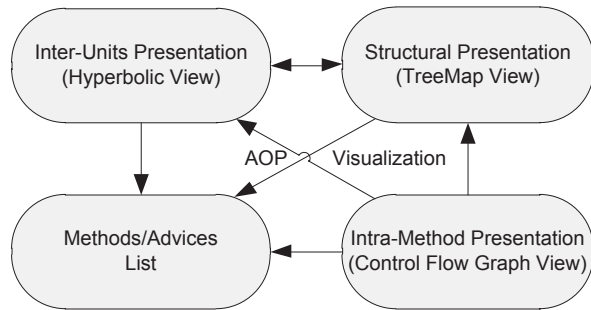 Inter-Units Presentation
(Hyperbolic View)
Structural Presentation
(TreeMap View)
AOP Visualization
Methods/Advices
List
Intra-Method Presentation
(Control Flow Graph View)